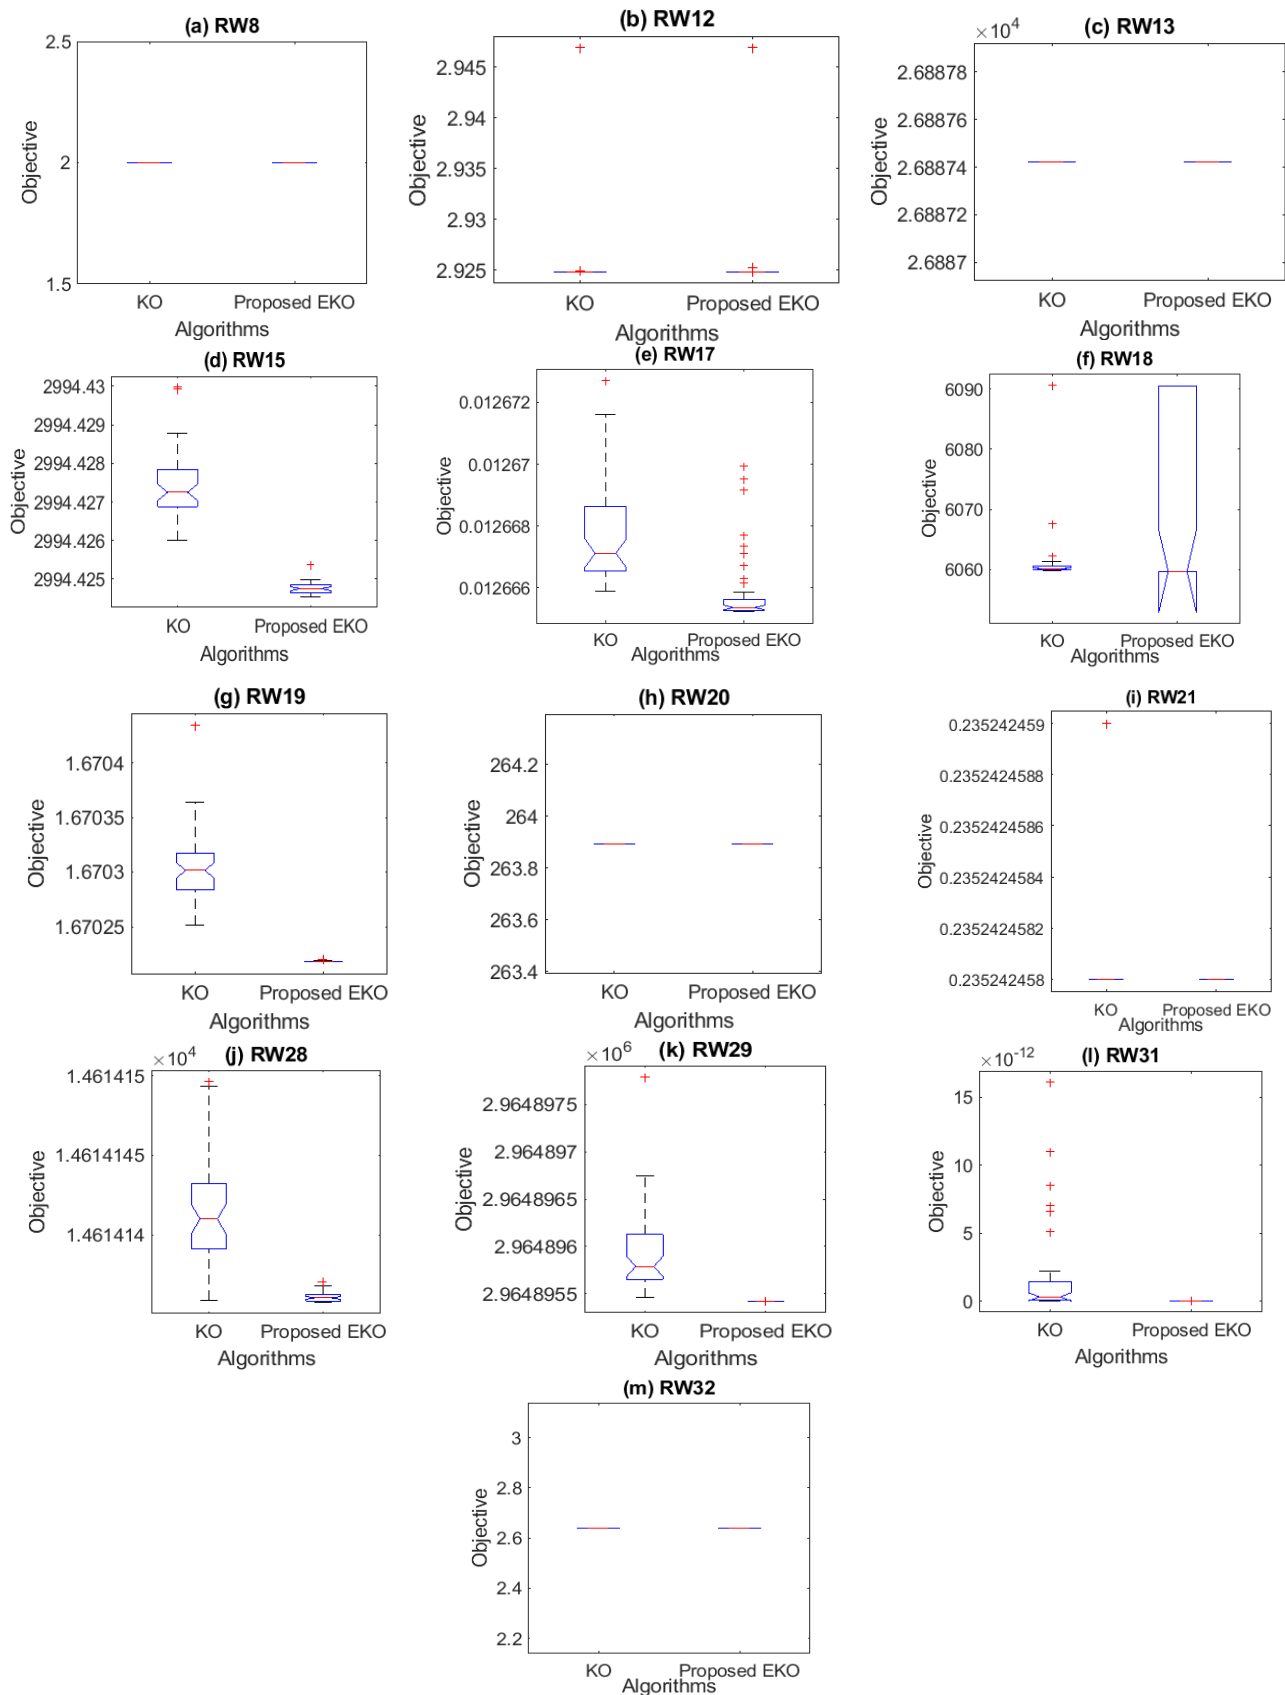 (a) RW8
2.5
2
1.5
Objective
KO
Proposed EKO
Algorithms
(b) RW12
2.945
2.94
2.935
2.93
2.925
Objective
KO
Proposed EKO
Algorithms
(c) RW13
×10^4
2.68878
2.68876
2.68874
2.68872
2.6887
Objective
KO
Proposed EKO
Algorithms
(d) RW15
2994.43
2994.429
2994.428
2994.427
2994.426
2994.425
Objective
KO
Proposed EKO
Algorithms
(e) RW17
0.012672
0.01267
0.012668
0.012666
Objective
KO
Proposed EKO
Algorithms
(f) RW18
6090
6080
6070
6060
Objective
KO
Proposed EKO
Algorithms
(g) RW19
1.6704
1.67035
1.6703
1.67025
Objective
KO
Proposed EKO
Algorithms
(h) RW20
264.2
264
263.8
263.6
263.4
Objective
KO
Proposed EKO
Algorithms
(i) RW21
0.235242459
0.2352424588
0.2352424586
0.2352424584
0.2352424582
0.235242458
Objective
KO
Proposed EKO
Algorithms
(j) RW28
×10^4
1.461415
1.4614145
1.461414
Objective
KO
Proposed EKO
Algorithms
(k) RW29
×10^6
2.9648975
2.964897
2.9648965
2.964896
2.9648955
Objective
KO
Proposed EKO
Algorithms
(l) RW31
×10^-12
15
10
5
0
Objective
KO
Proposed EKO
Algorithms
(m) RW32
3
2.8
2.6
2.4
2.2
Objective
KO
Proposed EKO
Algorithms